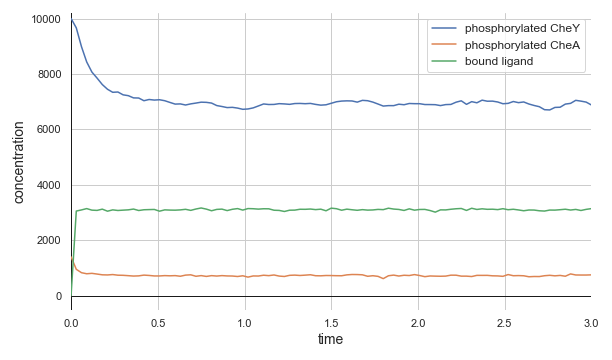 10000
8000
6000
4000
2000
0
concentration
phosphorylated CheY
phosphorylated CheA
bound ligand
0.0 0.5 1.0 1.5 2.0 2.5 3.0
time